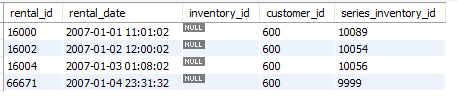 rental_id rental_date inventory_id customer_id series_inventory_id
16000 2007-01-01 11:01:02 NULL 600 10089
16002 2007-01-02 12:00:02 NULL 600 10054
16004 2007-01-03 01:08:02 NULL 600 10056
66671 2007-01-04 23:31:32 NULL 600 9999